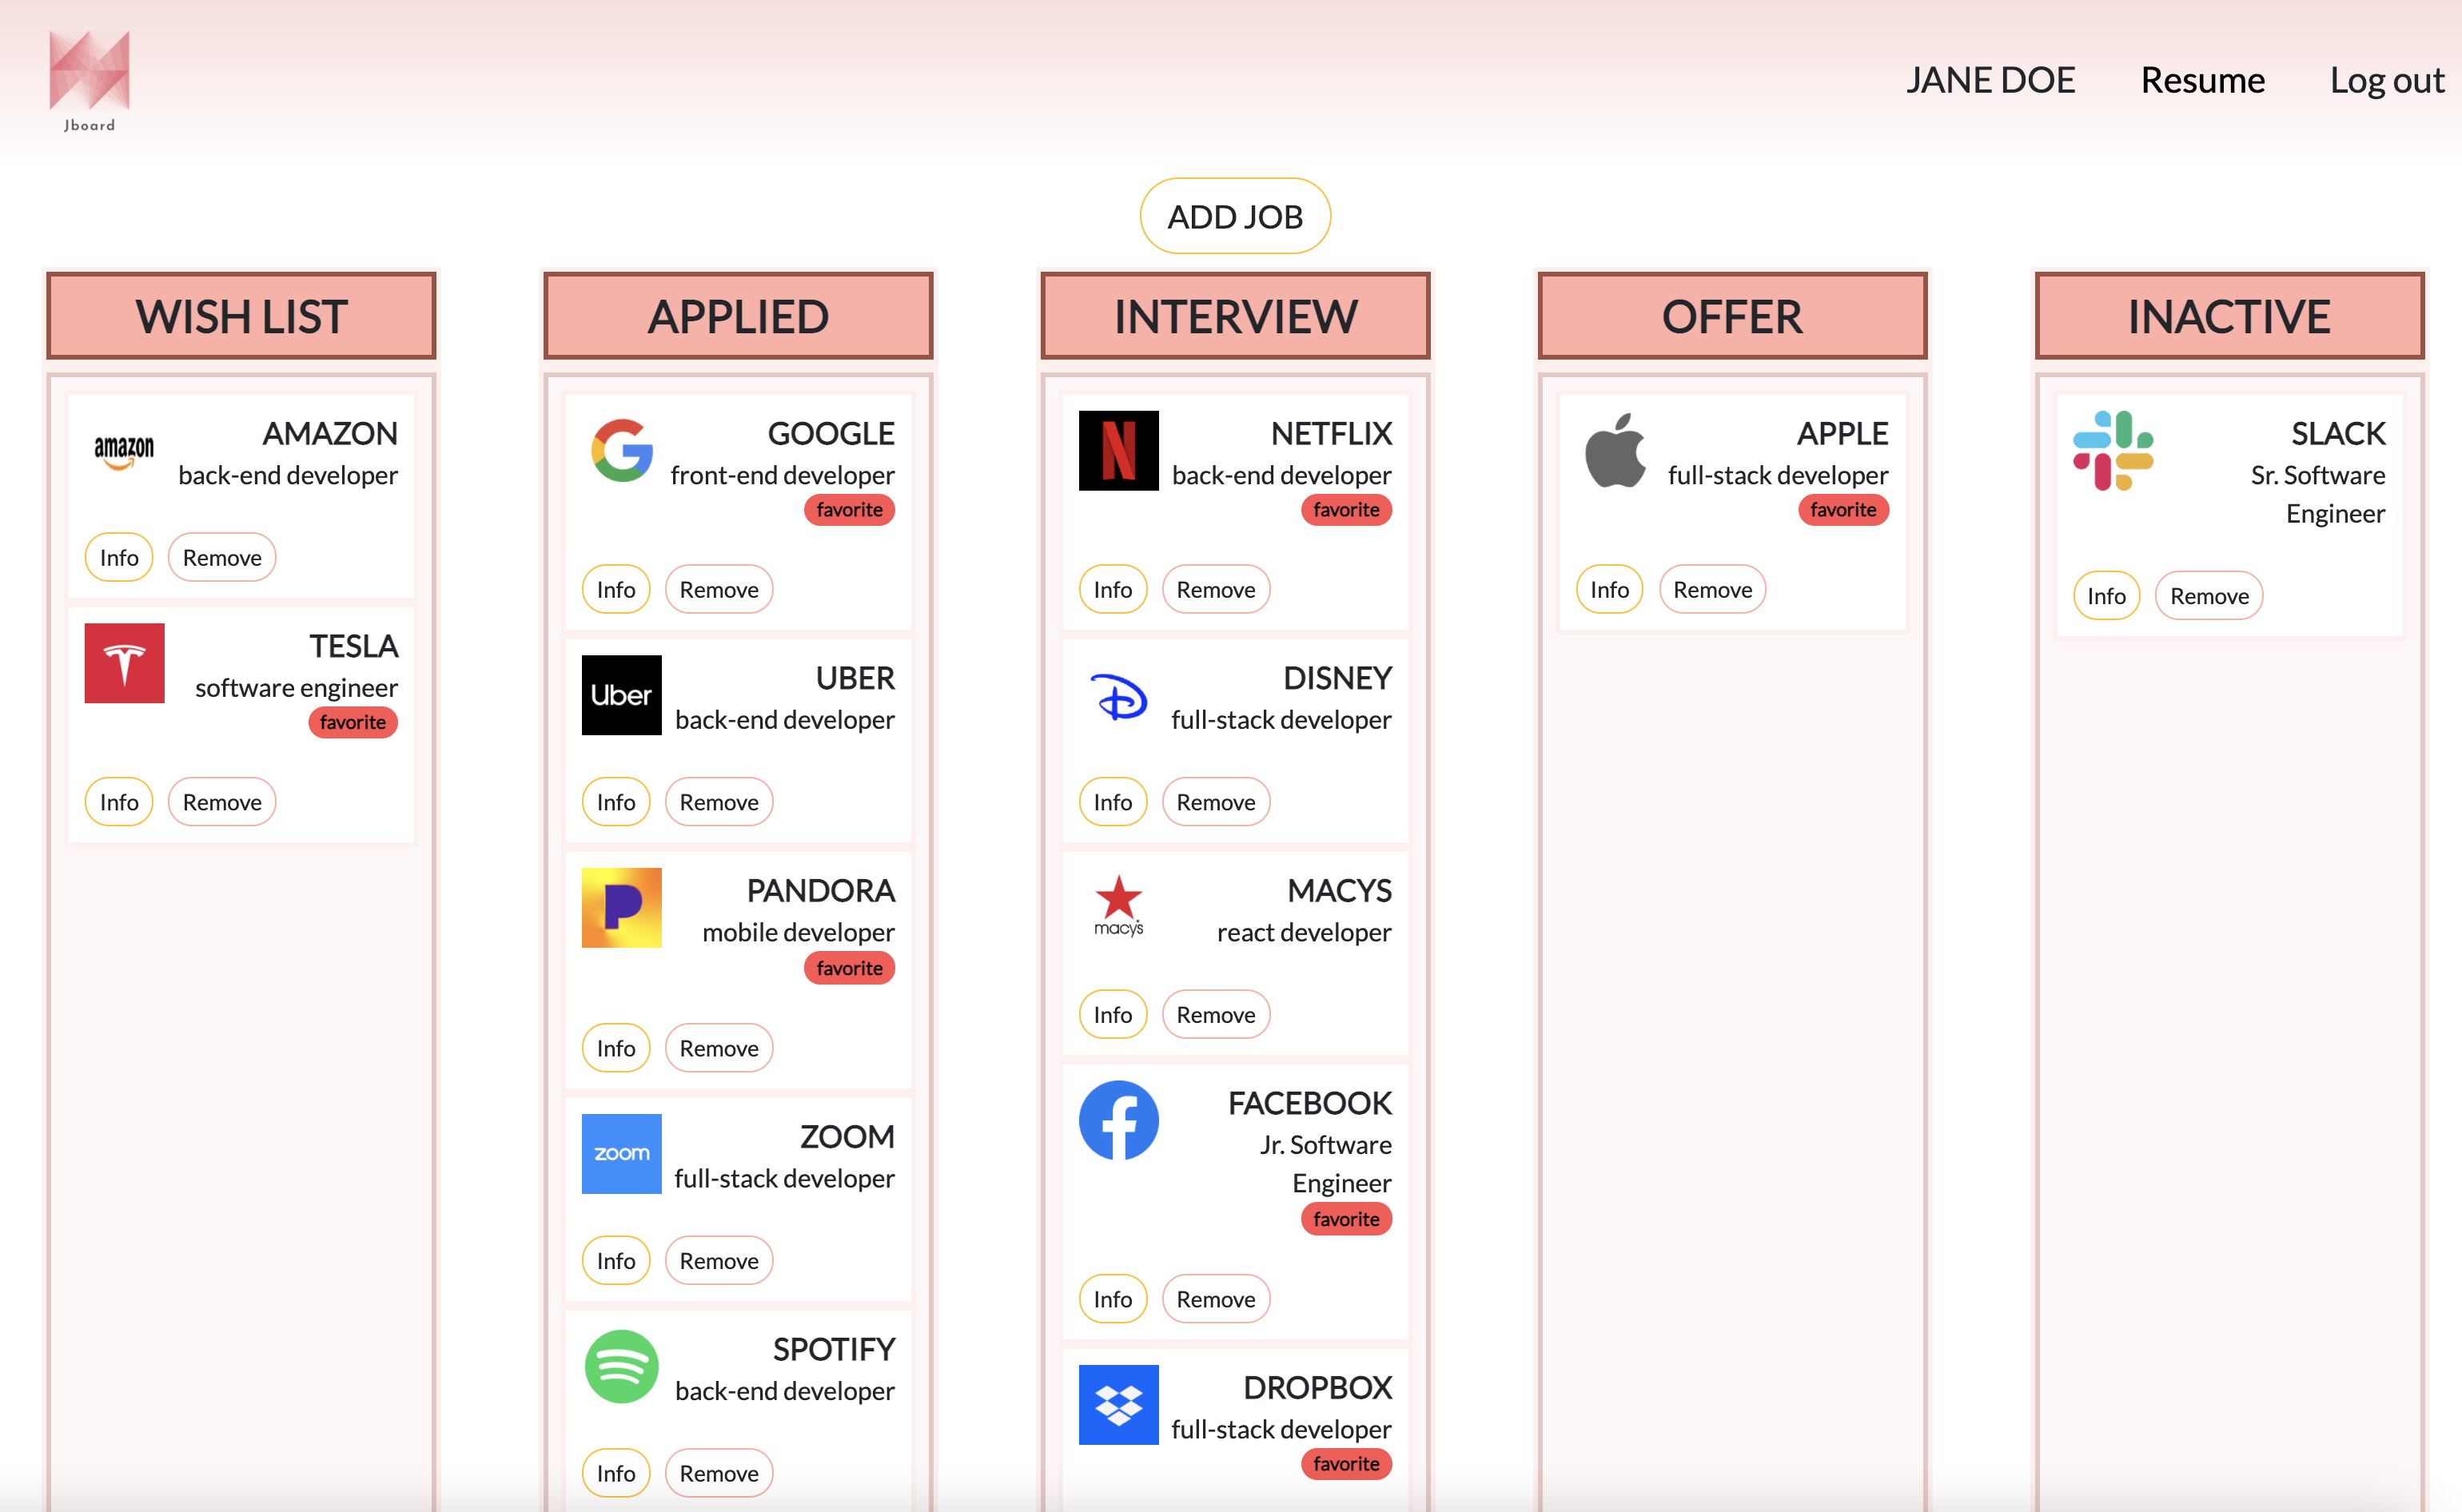 Jboard
JANE DOE
Resume
Log out
ADD JOB
WISH LIST
amazon
AMAZON
back-end developer
Info
Remove
TESLA
software engineer
favorite
Info
Remove
APPLIED
GOOGLE
front-end developer
favorite
Info
Remove
Uber
UBER
back-end developer
Info
Remove
PANDORA
mobile developer
favorite
Info
Remove
zoom
ZOOM
full-stack developer
Info
Remove
SPOTIFY
back-end developer
Info
Remove
INTERVIEW
NETFLIX
back-end developer
favorite
Info
Remove
DISNEY
full-stack developer
Info
Remove
macy's
MACYS
react developer
Info
Remove
FACEBOOK
Jr. Software
Engineer
favorite
Info
Remove
DROPBOX
full-stack developer
favorite
OFFER
APPLE
full-stack developer
favorite
Info
Remove
INACTIVE
SLACK
Sr. Software
Engineer
Info
Remove